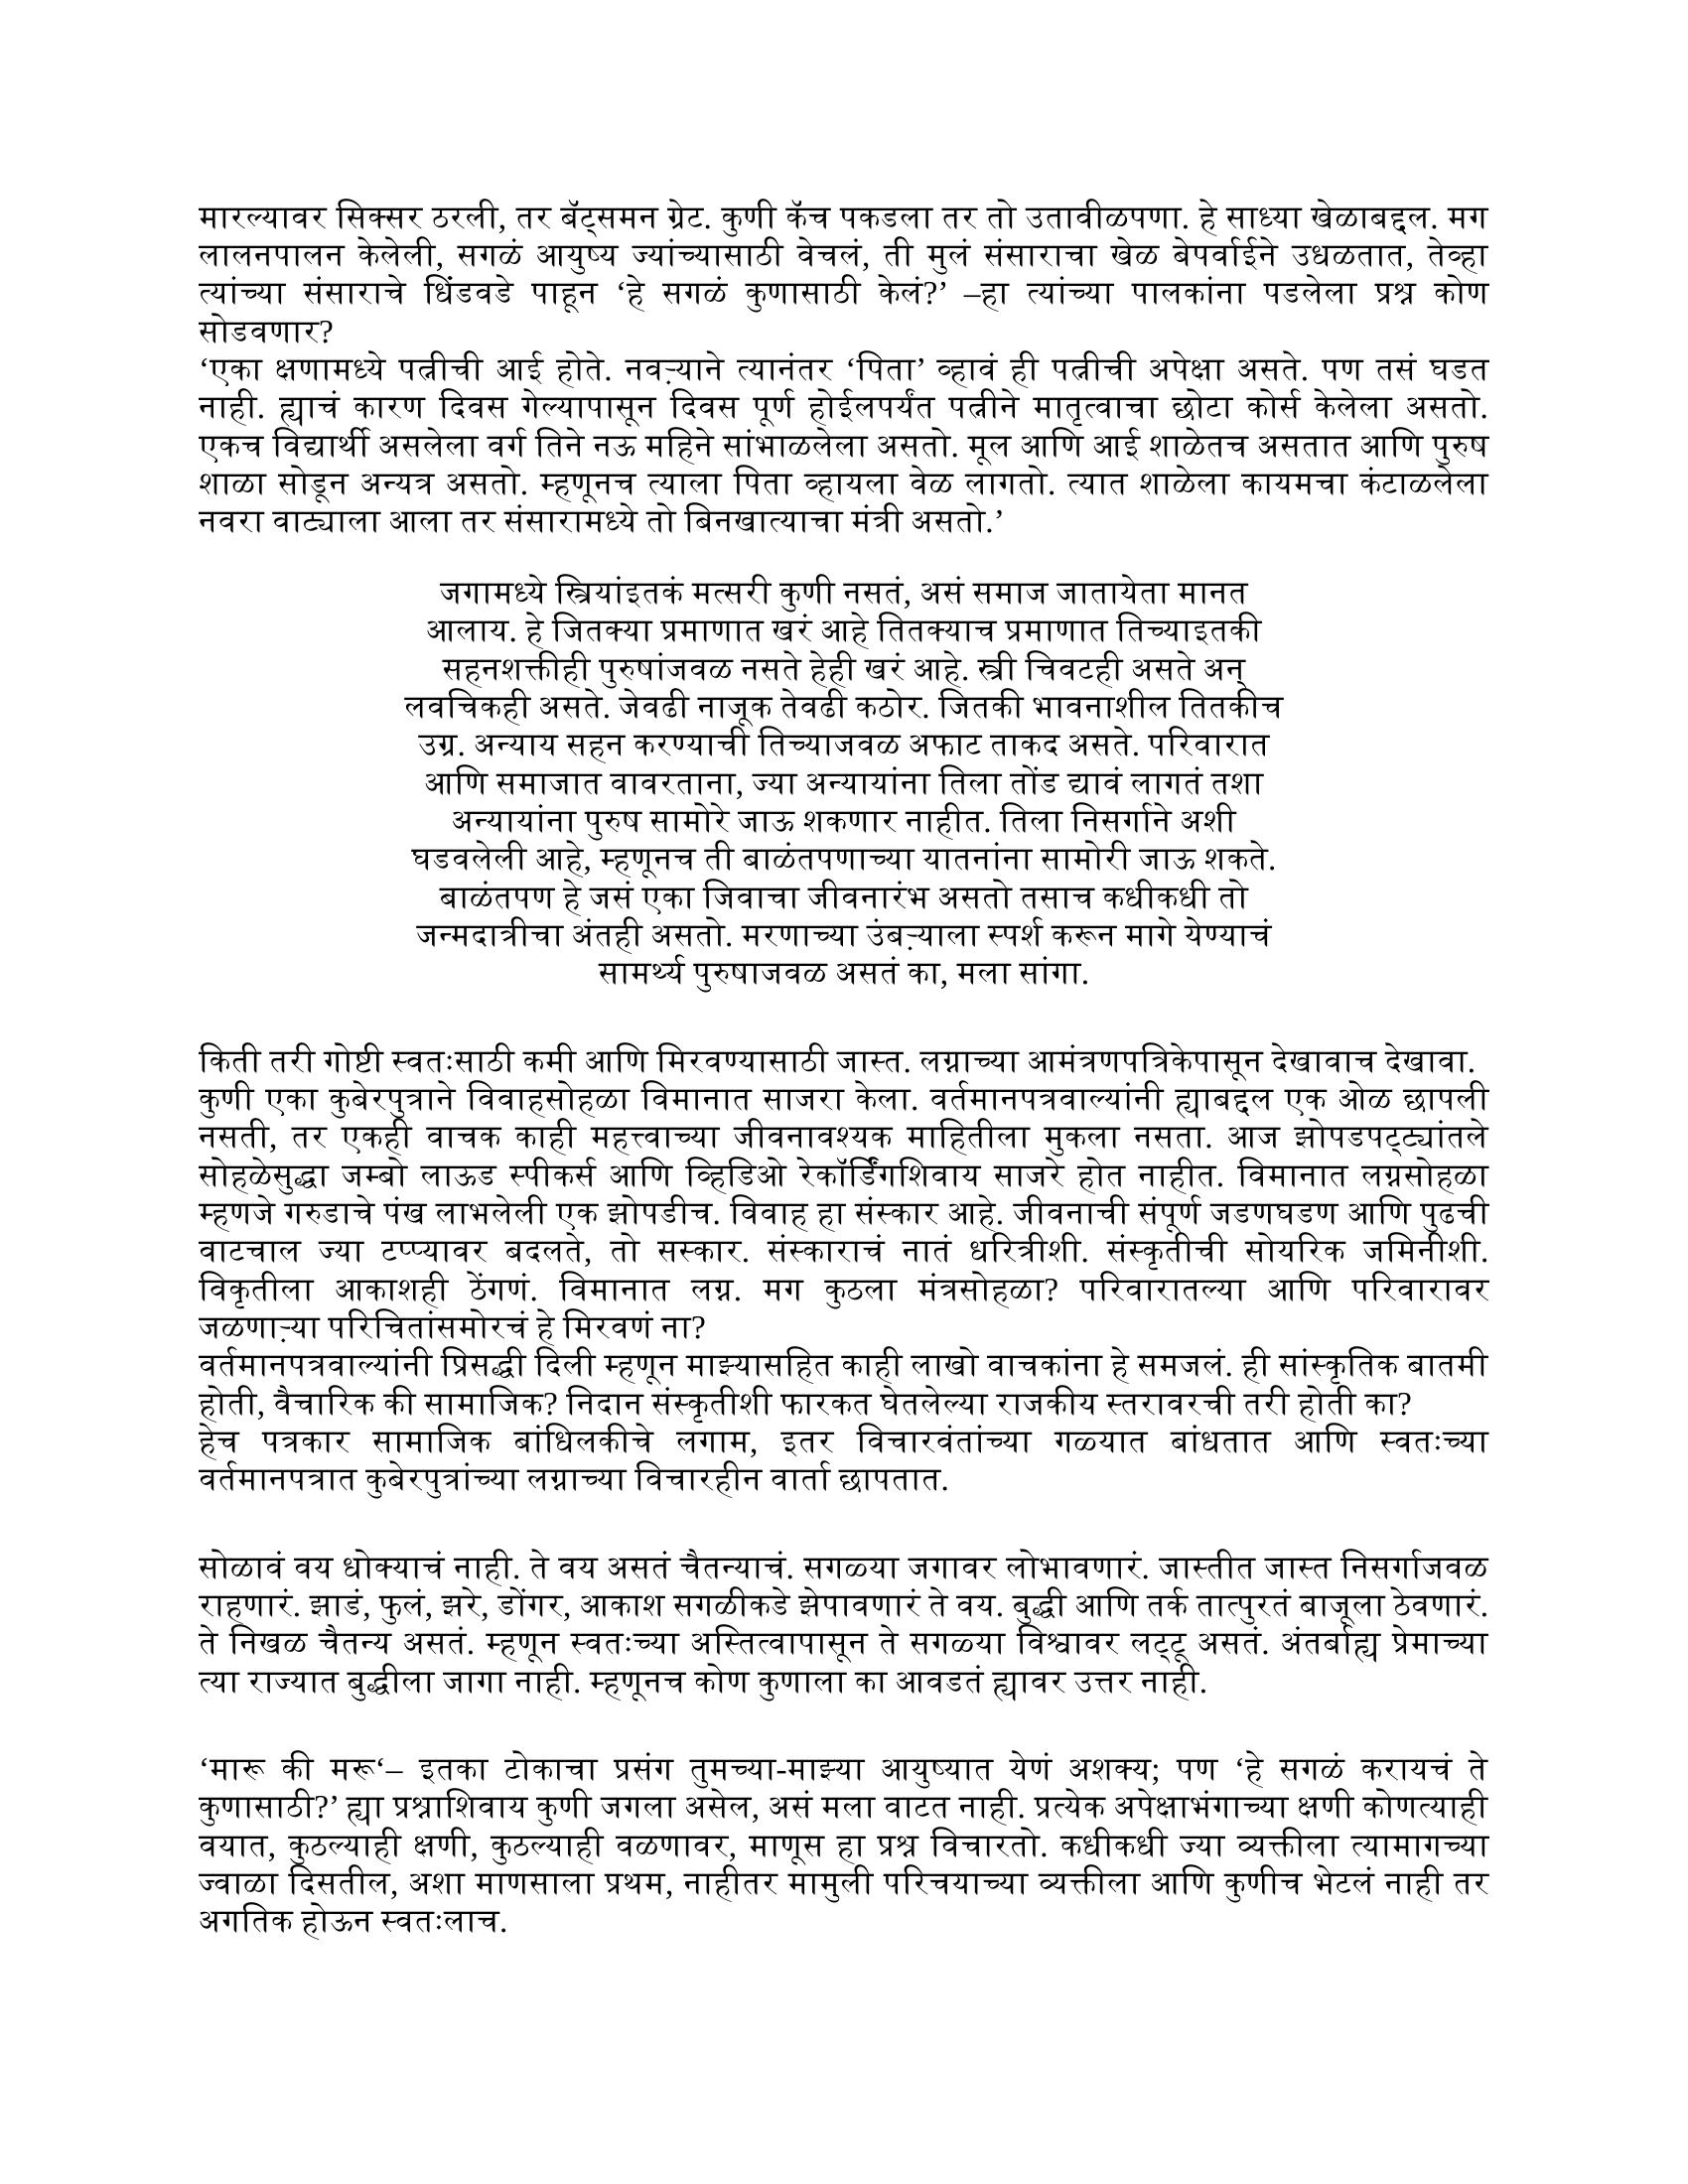 मारल्यावर सिक्सर ठरली, तर बॅट्समन ग्रेट. कुणी कॅच पकडला तर तो उतावीळपणा. हे साध्या खेळाबद्दल. मग
लालनपालन केलेली, सगळं आयुष्य ज्यांच्यासाठी वेचलं, ती मुलं संसाराचा खेळ बेपर्वाईने उधळतात, तेव्हा
त्यांच्या संसाराचे धिंडवडे पाहून ‘हे सगळं कुणासाठी केलं?’ –हा त्यांच्या पालकांना पडलेला प्रश्न कोण
सोडवणार?
‘एका क्षणामध्ये पत्नीची आई होते. नवऱ्याने त्यानंतर ‘पिता’ व्हावं ही पत्नीची अपेक्षा असते. पण तसं घडत
नाही. ह्याचं कारण दिवस गेल्यापासून दिवस पूर्ण होईलपर्यंत पत्नीने मातृत्वाचा छोटा कोर्स केलेला असतो.
एकच विद्यार्थी असलेला वर्ग तिने नऊ महिने सांभाळलेला असतो. मूल आणि आई शाळेतच असतात आणि पुरुष
शाळा सोडून अन्यत्र असतो. म्हणूनच त्याला पिता व्हायला वेळ लागतो. त्यात शाळेला कायमचा कंटाळलेला
नवरा वाट्याला आला तर संसारामध्ये तो बिनखात्याचा मंत्री असतो.’
जगामध्ये स्त्रियांइतकं मत्सरी कुणी नसतं, असं समाज जातायेता मानत
आलाय. हे जितक्या प्रमाणात खरं आहे तितक्याच प्रमाणात तिच्याइतकी
सहनशक्तीही पुरुषांजवळ नसते हेही खरं आहे. स्त्री चिवटही असते अन्
लवचिकही असते. जेवढी नाजूक तेवढी कठोर. जितकी भावनाशील तितकीच
उग्र. अन्याय सहन करण्याची तिच्याजवळ अफाट ताकद असते. परिवारात
आणि समाजात वावरताना, ज्या अन्यायांना तिला तोंड द्यावं लागतं तशा
अन्यायांना पुरुष सामोरे जाऊ शकणार नाहीत. तिला निसर्गाने अशी
घडवलेली आहे, म्हणूनच ती बाळंतपणाच्या यातनांना सामोरी जाऊ शकते.
बाळंतपण हे जसं एका जिवाचा जीवनारंभ असतो तसाच कधीकधी तो
जन्मदात्रीचा अंतही असतो. मरणाच्या उंबऱ्याला स्पर्श करून मागे येण्याचं
सामर्थ्य पुरुषाजवळ असतं का, मला सांगा.
किती तरी गोष्टी स्वतःसाठी कमी आणि मिरवण्यासाठी जास्त. लग्नाच्या आमंत्रणपत्रिकेपासून देखावाच देखावा.
कुणी एका कुबेरपुत्राने विवाहसोहळा विमानात साजरा केला. वर्तमानपत्रवाल्यांनी ह्याबद्दल एक ओळ छापली
नसती, तर एकही वाचक काही महत्त्वाच्या जीवनावश्यक माहितीला मुकला नसता. आज झोपडपट्ट्यांतले
सोहळेसुद्धा जम्बो लाऊड स्पीकर्स आणि व्हिडिओ रेकॉर्डिंगशिवाय साजरे होत नाहीत. विमानात लग्नसोहळा
म्हणजे गरुडाचे पंख लाभलेली एक झोपडीच. विवाह हा संस्कार आहे. जीवनाची संपूर्ण जडणघडण आणि पुढची
वाटचाल ज्या टप्प्यावर बदलते, तो सस्कार. संस्काराचं नातं धरित्रीशी. संस्कृतीची सोयरिक जमिनीशी.
विकृतीला आकाशही ठेंगणं. विमानात लग्न. मग कुठला मंत्रसोहळा? परिवारातल्या आणि परिवारावर
जळणाऱ्या परिचितांसमोरचं हे मिरवणं ना?
वर्तमानपत्रवाल्यांनी प्रिसद्धी दिली म्हणून माझ्यासहित काही लाखो वाचकांना हे समजलं. ही सांस्कृतिक बातमी
होती, वैचारिक की सामाजिक? निदान संस्कृतीशी फारकत घेतलेल्या राजकीय स्तरावरची तरी होती का?
हेच पत्रकार सामाजिक बांधिलकीचे लगाम, इतर विचारवंतांच्या गळ्यात बांधतात आणि स्वतःच्या
वर्तमानपत्रात कुबेरपुत्रांच्या लग्नाच्या विचारहीन वार्ता छापतात.
सोळावं वय धोक्याचं नाही. ते वय असतं चैतन्याचं. सगळ्या जगावर लोभावणारं. जास्तीत जास्त निसर्गाजवळ
राहणारं. झाडं, फुलं, झरे, डोंगर, आकाश सगळीकडे झेपावणारं ते वय. बुद्धी आणि तर्क तात्पुरतं बाजूला ठेवणारं.
ते निखळ चैतन्य असतं. म्हणून स्वतःच्या अस्तित्वापासून ते सगळ्या विश्वावर लट्टू असतं. अंतर्बाह्य प्रेमाच्या
त्या राज्यात बुद्धीला जागा नाही. म्हणूनच कोण कुणाला का आवडतं ह्यावर उत्तर नाही.
‘मारू की मरू‘– इतका टोकाचा प्रसंग तुमच्या-माझ्या आयुष्यात येणं अशक्य; पण ‘हे सगळं करायचं ते
कुणासाठी?’ ह्या प्रश्नाशिवाय कुणी जगला असेल, असं मला वाटत नाही. प्रत्येक अपेक्षाभंगाच्या क्षणी कोणत्याही
वयात, कुठल्याही क्षणी, कुठल्याही वळणावर, माणूस हा प्रश्न विचारतो. कधीकधी ज्या व्यक्तीला त्यामागच्या
ज्वाळा दिसतील, अशा माणसाला प्रथम, नाहीतर मामुली परिचयाच्या व्यक्तीला आणि कुणीच भेटलं नाही तर
अगतिक होऊन स्वतःलाच.